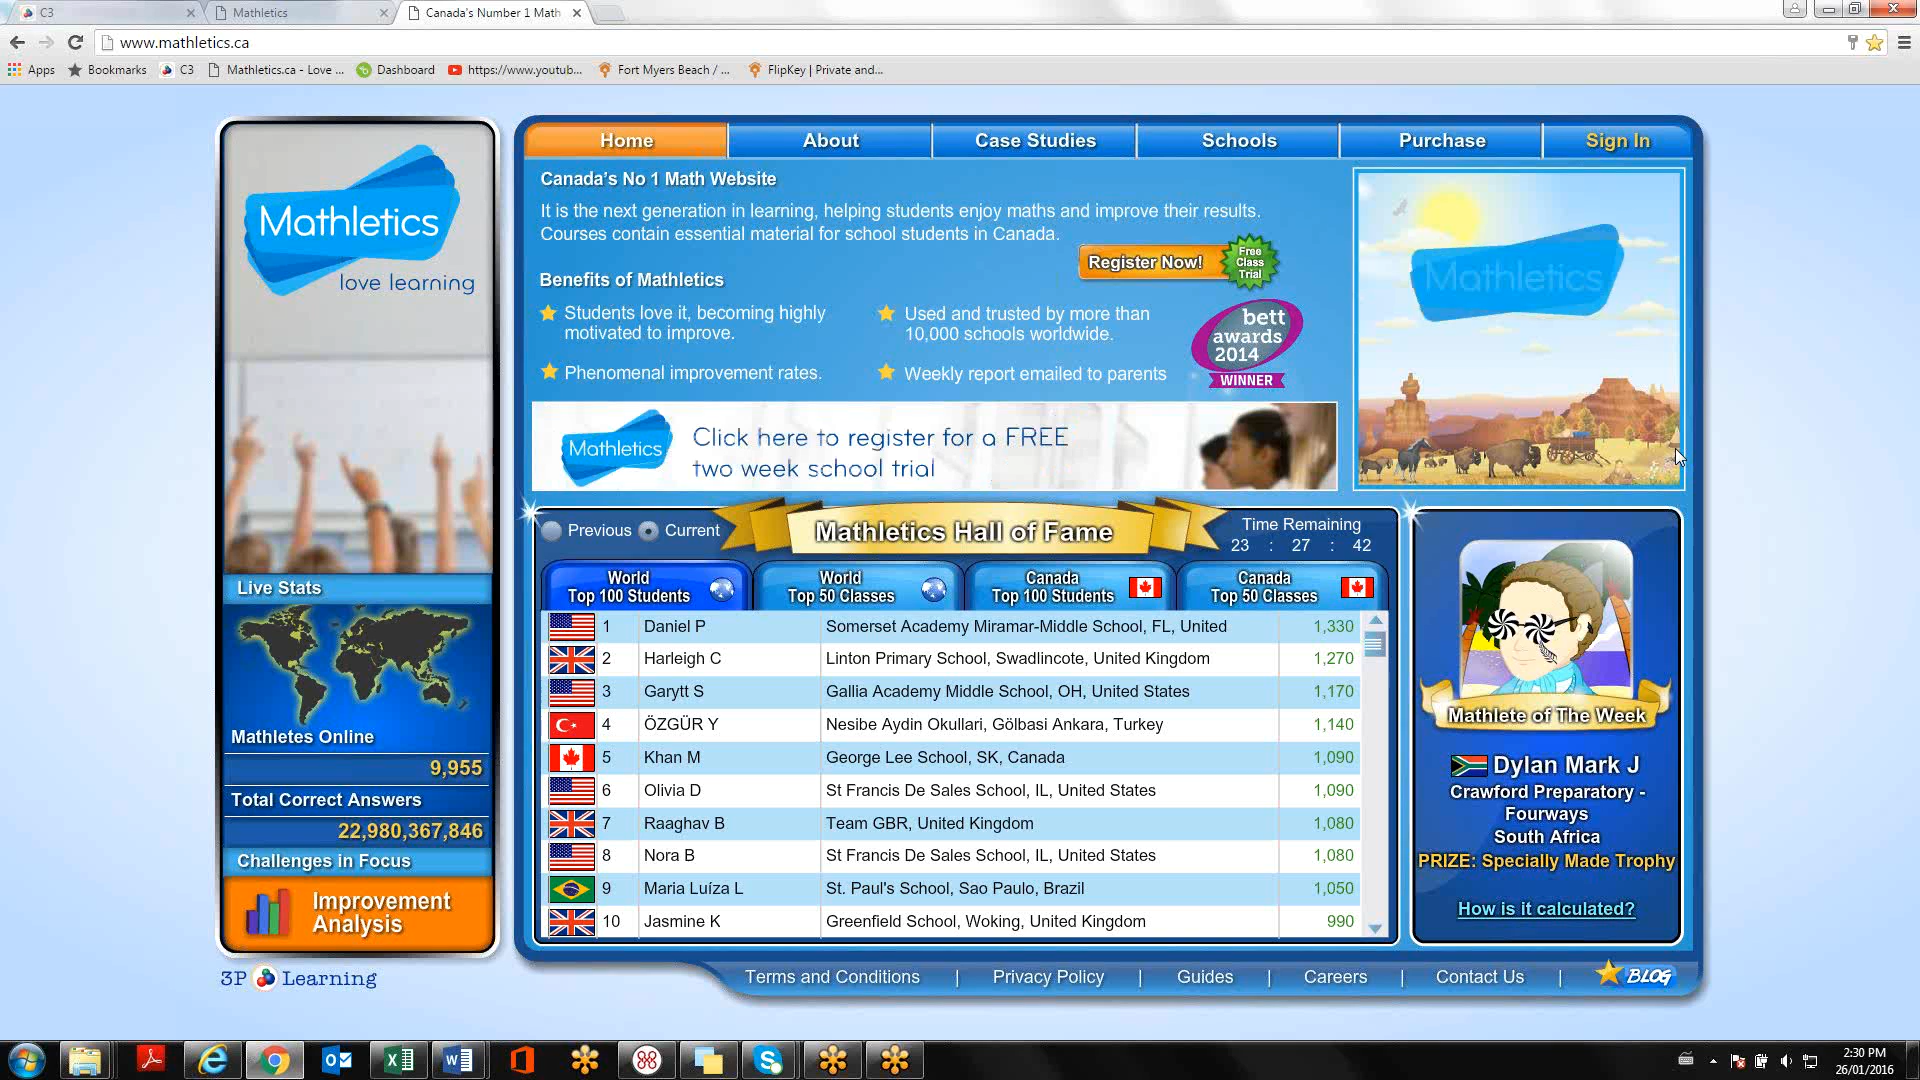 C3
Mathletics
Canada's Number 1 Math
www.mathletics.ca
Apps
Bookmarks
C3
Mathletics.ca - Love ...
Dashboard
https://www.youtub...
Fort Myers Beach / ...
FlipKey | Private and...
Mathletics
love learning
Home
About
Case Studies
Schools
Purchase
Sign In
Canada's No 1 Math Website
It is the next generation in learning, helping students enjoy maths and improve their results.
Courses contain essential material for school students in Canada.
Register Now!
Free
Class
Trial
Benefits of Mathletics
Students love it, becoming highly
motivated to improve.
Used and trusted by more than
10,000 schools worldwide.
Phenomenal improvement rates.
Weekly report emailed to parents
bett
awards
2014
WINNER
Mathletics
Mathletics
Click here to register for a FREE
two week school trial
Previous
Current
Mathletics Hall of Fame
Time Remaining
23 : 27 : 42
World
Top 100 Students
World
Top 50 Classes
Canada
Top 100 Students
Canada
Top 50 Classes
1 Daniel P Somerset Academy Miramar-Middle School, FL, United 1,330
2 Harleigh C Linton Primary School, Swadlincote, United Kingdom 1,270
3 Garytt S Gallia Academy Middle School, OH, United States 1,170
4 ÖZGÜR Y Nesibe Aydin Okullari, Gölbasi Ankara, Turkey 1,140
5 Khan M George Lee School, SK, Canada 1,090
6 Olivia D St Francis De Sales School, IL, United States 1,090
7 Raaghav B Team GBR, United Kingdom 1,080
8 Nora B St Francis De Sales School, IL, United States 1,080
9 Maria Luíza L St. Paul's School, Sao Paulo, Brazil 1,050
10 Jasmine K Greenfield School, Woking, United Kingdom 990
Mathlete of The Week
Dylan Mark J
Crawford Preparatory -
Fourways
South Africa
PRIZE: Specially Made Trophy
How is it calculated?
Live Stats
Mathletes Online
9,955
Total Correct Answers
22,980,367,846
Challenges in Focus
Improvement
Analysis
3P Learning
Terms and Conditions | Privacy Policy | Guides | Careers | Contact Us |
BLOG
2:30 PM
26/01/2016